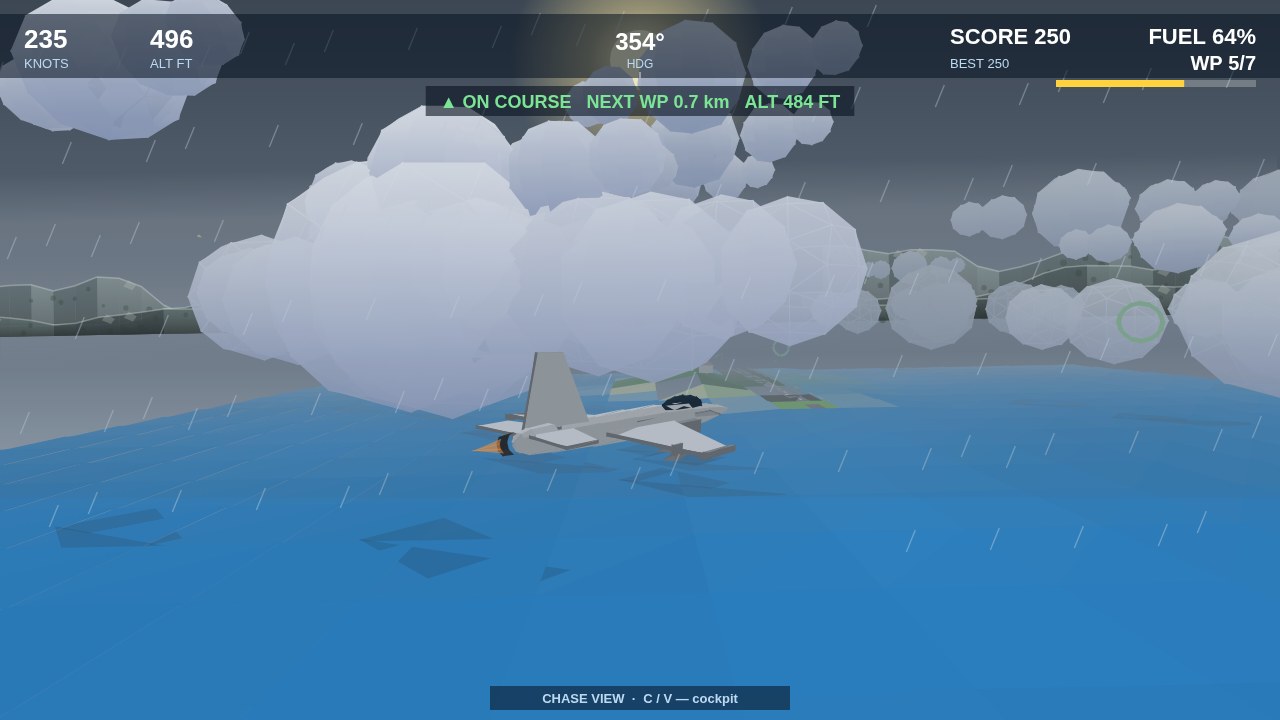 235
KNOTS
496
ALT FT
354°
HDG
SCORE 250
BEST 250
FUEL 64%
WP 5/7
▲ ON COURSE NEXT WP 0.7 km ALT 484 FT
CHASE VIEW · C / V — cockpit